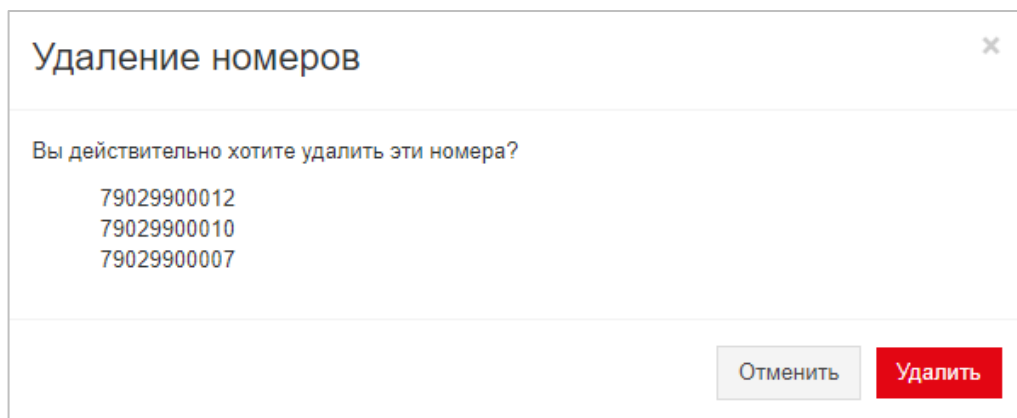 Удаление номеров
×
Вы действительно хотите удалить эти номера?
79029900012
79029900010
79029900007
Отменить
Удалить